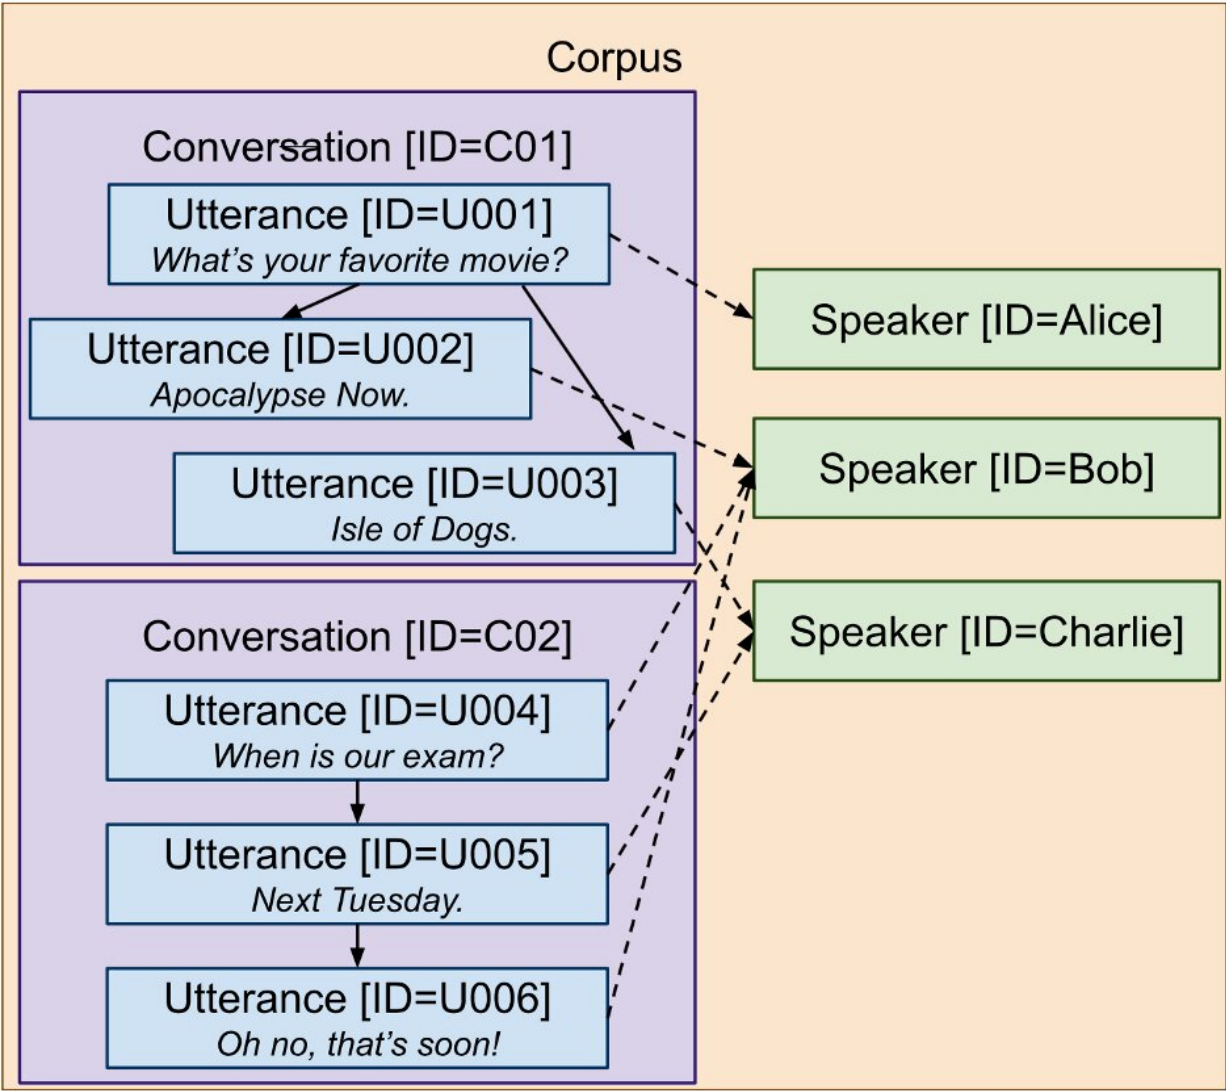 Corpus
Conversation [ID=C01]
Utterance [ID=U001]
What's your favorite movie?
Utterance [ID=U002]
Apocalypse Now.
Utterance [ID=U003]
Isle of Dogs.
Conversation [ID=C02]
Utterance [ID=U004]
When is our exam?
Utterance [ID=U005]
Next Tuesday.
Utterance [ID=U006]
Oh no, that's soon!
Speaker [ID=Alice]
Speaker [ID=Bob]
Speaker [ID=Charlie]